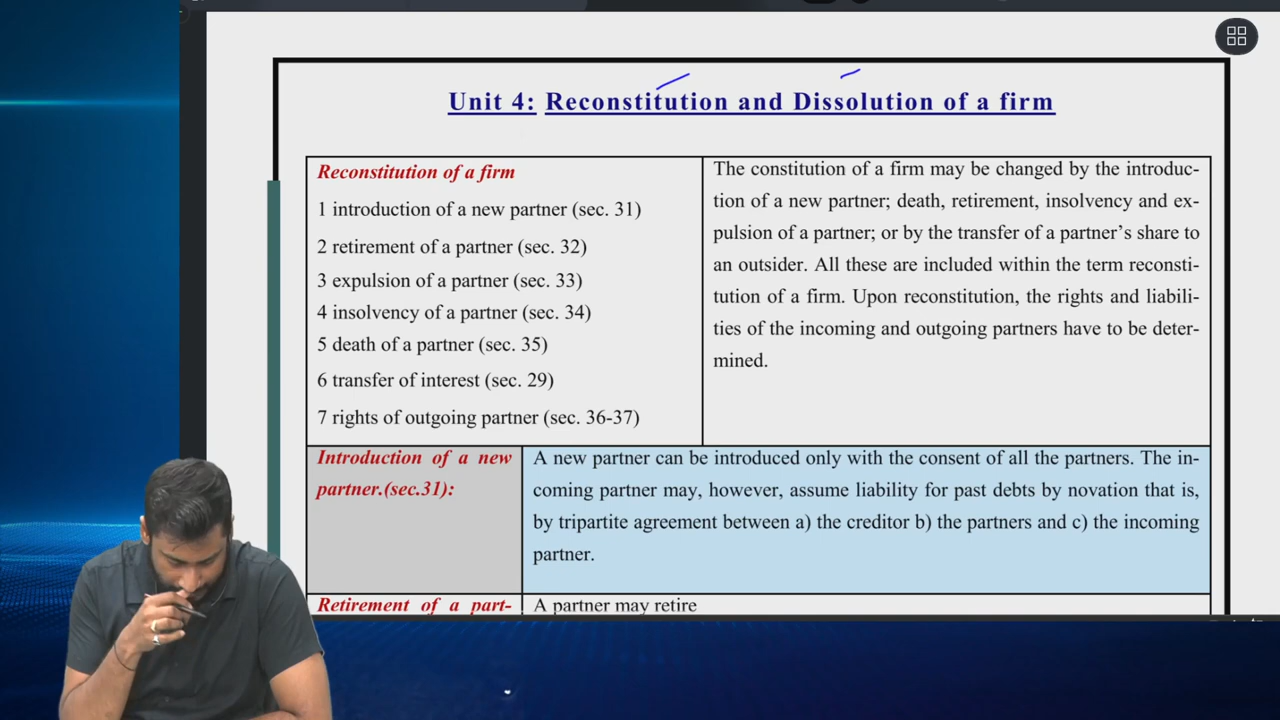 Unit 4: Reconstitution and Dissolution of a firm
Reconstitution of a firm
1 introduction of a new partner (sec. 31)
2 retirement of a partner (sec. 32)
3 expulsion of a partner (sec. 33)
4 insolvency of a partner (sec. 34)
5 death of a partner (sec. 35)
6 transfer of interest (sec. 29)
7 rights of outgoing partner (sec. 36-37)
The constitution of a firm may be changed by the introduc-
tion of a new partner; death, retirement, insolvency and ex-
pulsion of a partner; or by the transfer of a partner's share to
an outsider. All these are included within the term reconsti-
tution of a firm. Upon reconstitution, the rights and liabili-
ties of the incoming and outgoing partners have to be deter-
mined.
Introduction of a new
partner.(sec.31):
A new partner can be introduced only with the consent of all the partners. The in-
coming partner may, however, assume liability for past debts by novation that is,
by tripartite agreement between a) the creditor b) the partners and c) the incoming
partner.
Retirement of a part-
A partner may retire